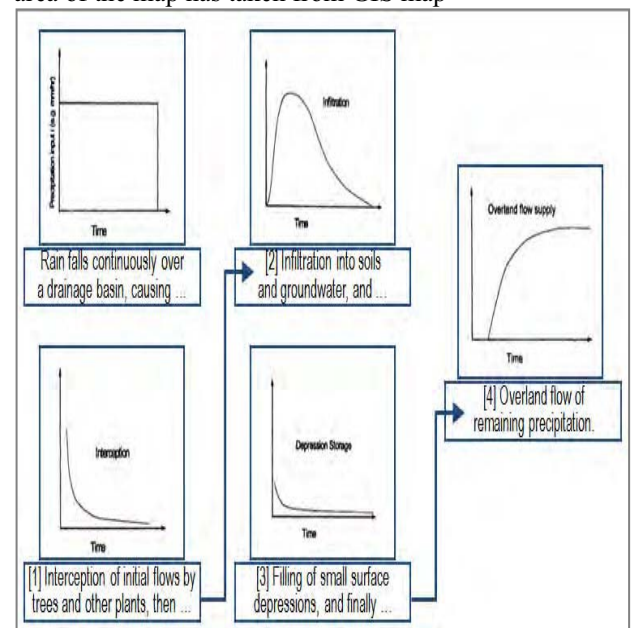 area of the map has taken from GIS map
Precipitation input i (e.g. mm/hr)
Time
Rain falls continuously over
a drainage basin, causing ...
Interception
Time
[1] Interception of initial flows by
trees and other plants, then ...
Infiltration
Time
[2] Infiltration into soils
and groundwater, and ...
Depression Storage
Time
[3] Filling of small surface
depressions, and finally ...
Overland flow supply
Time
[4] Overland flow of
remaining precipitation.